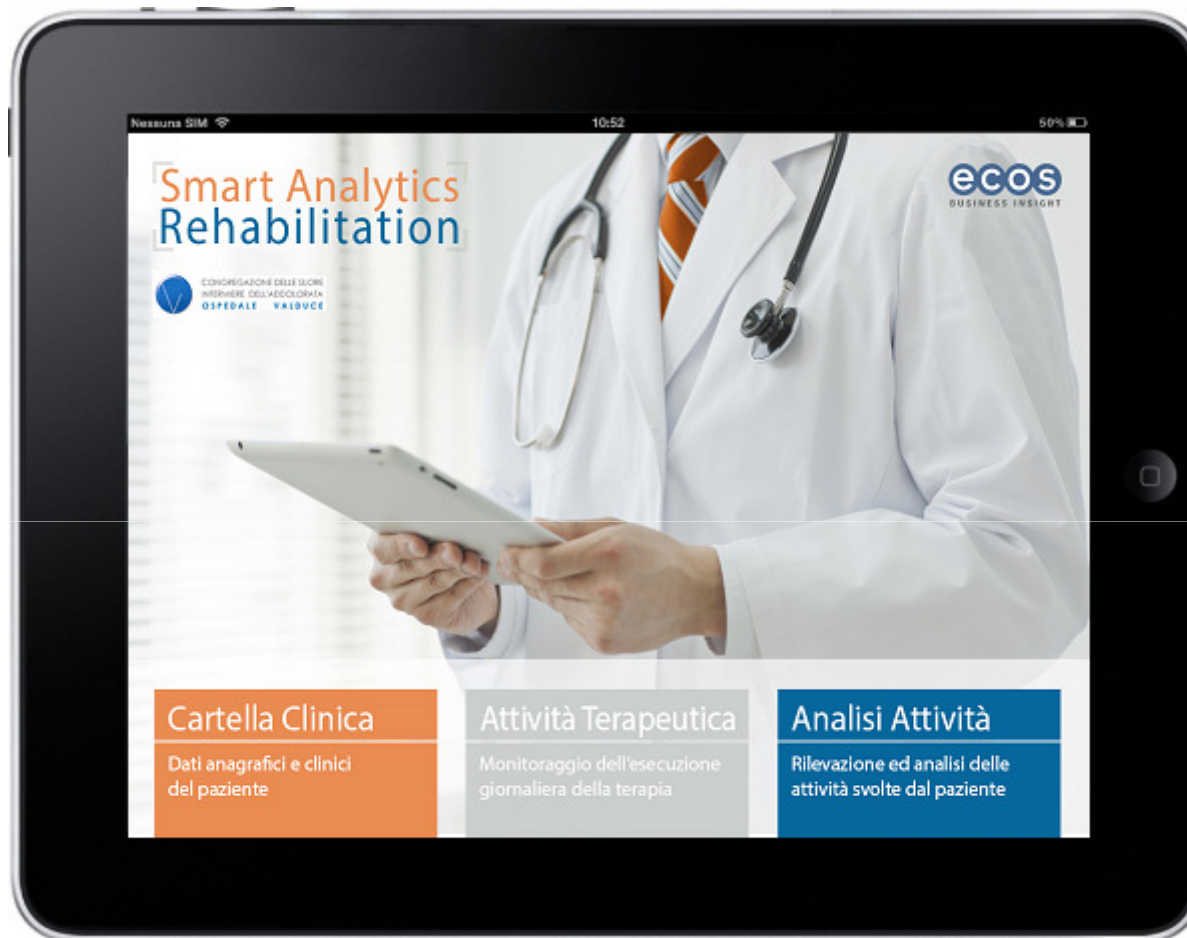 Nessuna SIM 10:52 50%
Smart Analytics
Rehabilitation
ecos
BUSINESS INSIGHT
CONGREGAZIONE DELLE SUORE
INFERMIERE DELL'ADDOLORATA
OSPEDALE VALDUCE
Cartella Clinica
Dati anagrafici e clinici
del paziente
Attività Terapeutica
Monitoraggio dell'esecuzione
giornaliera della terapia
Analisi Attività
Rilevazione ed analisi delle
attività svolte dal paziente